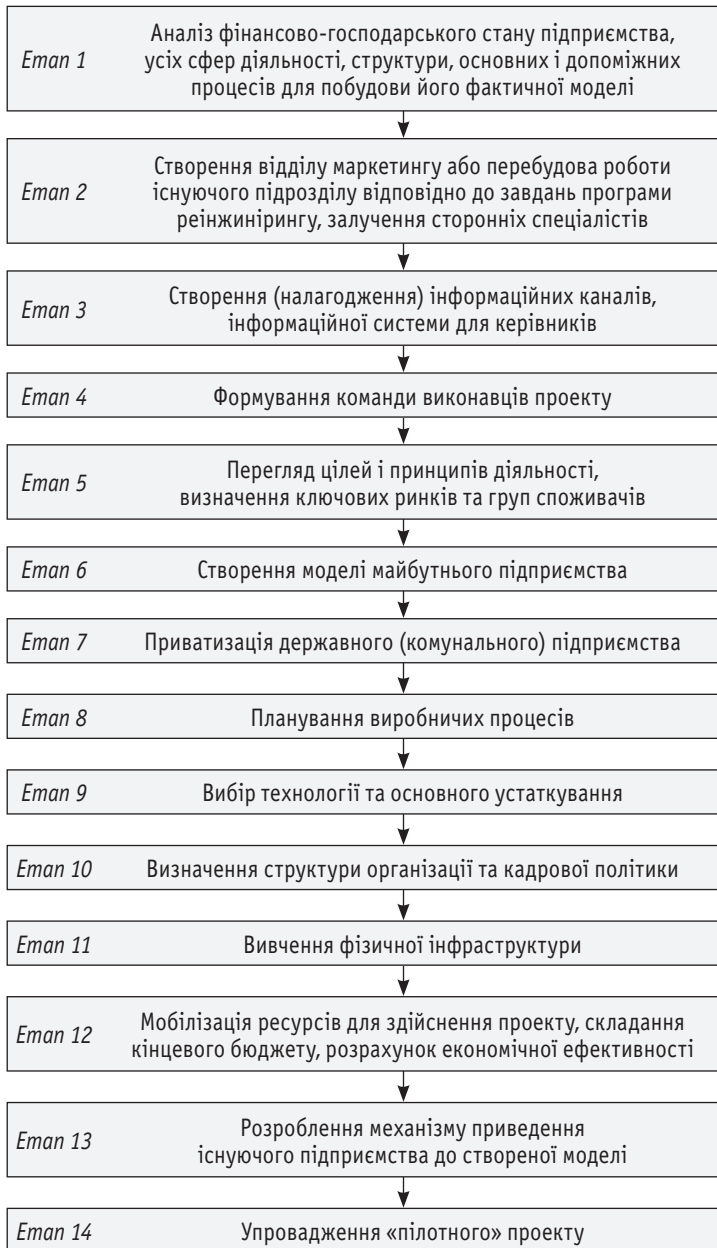 Етап 1
Аналіз фінансово-господарського стану підприємства,
усіх сфер діяльності, структури, основних і допоміжних
процесів для побудови його фактичної моделі
Етап 2
Створення відділу маркетингу або перебудова роботи
існуючого підрозділу відповідно до завдань програми
реінжинірингу, залучення сторонніх спеціалістів
Етап 3
Створення (налагодження) інформаційних каналів,
інформаційної системи для керівників
Етап 4
Формування команди виконавців проекту
Етап 5
Перегляд цілей і принципів діяльності,
визначення ключових ринків та груп споживачів
Етап 6
Створення моделі майбутнього підприємства
Етап 7
Приватизація державного (комунального) підприємства
Етап 8
Планування виробничих процесів
Етап 9
Вибір технології та основного устаткування
Етап 10
Визначення структури організації та кадрової політики
Етап 11
Вивчення фізичної інфраструктури
Етап 12
Мобілізація ресурсів для здійснення проекту, складання
кінцевого бюджету, розрахунок економічної ефективності
Етап 13
Розроблення механізму приведення
існуючого підприємства до створеної моделі
Етап 14
Упровадження «пілотного» проекту